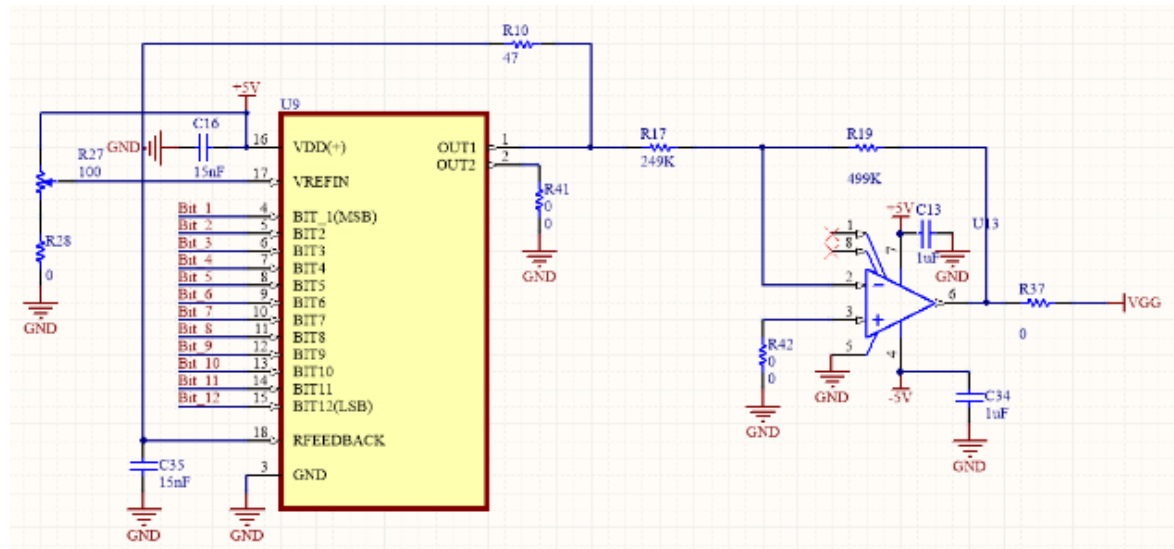 R10
47
+5V
U9
C16
GND
15nF
16
VDD(+)
OUT1
1
R17
249K
R19
499K
OUT2
2
R27
100
17
VREFIN
R41
0
0
GND
Bit_1
4
BIT_1(MSB)
Bit_2
5
BIT2
Bit_3
6
BIT3
Bit_4
7
BIT4
Bit_5
8
BIT5
Bit_6
9
BIT6
Bit_7
10
BIT7
Bit_8
11
BIT8
Bit_9
12
BIT9
Bit_10
13
BIT10
Bit_11
14
BIT11
Bit_12
15
BIT12(LSB)
R28
0
GND
18
RFEEDBACK
3
GND
C35
15nF
GND
GND
+5V
C13
1uF
GND
U13
1
8
7
2
3
5
4
6
R37
0
VGG
R42
0
0
GND
GND
-5V
C34
1uF
GND